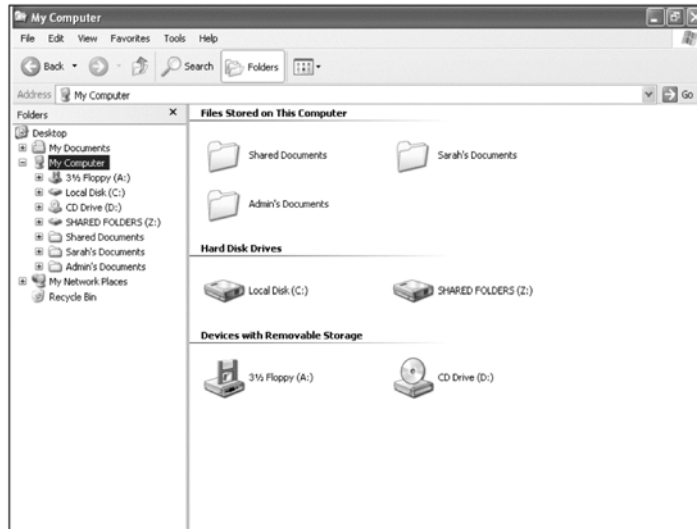 My Computer
File Edit View Favorites Tools Help
Back Search Folders
Address My Computer Go
Folders
Desktop
My Documents
My Computer
3½ Floppy (A:)
Local Disk (C:)
CD Drive (D:)
SHARED FOLDERS (Z:)
Shared Documents
Sarah's Documents
Admin's Documents
My Network Places
Recycle Bin
Files Stored on This Computer
Shared Documents Sarah's Documents
Admin's Documents
Hard Disk Drives
Local Disk (C:) SHARED FOLDERS (Z:)
Devices with Removable Storage
3½ Floppy (A:) CD Drive (D:)